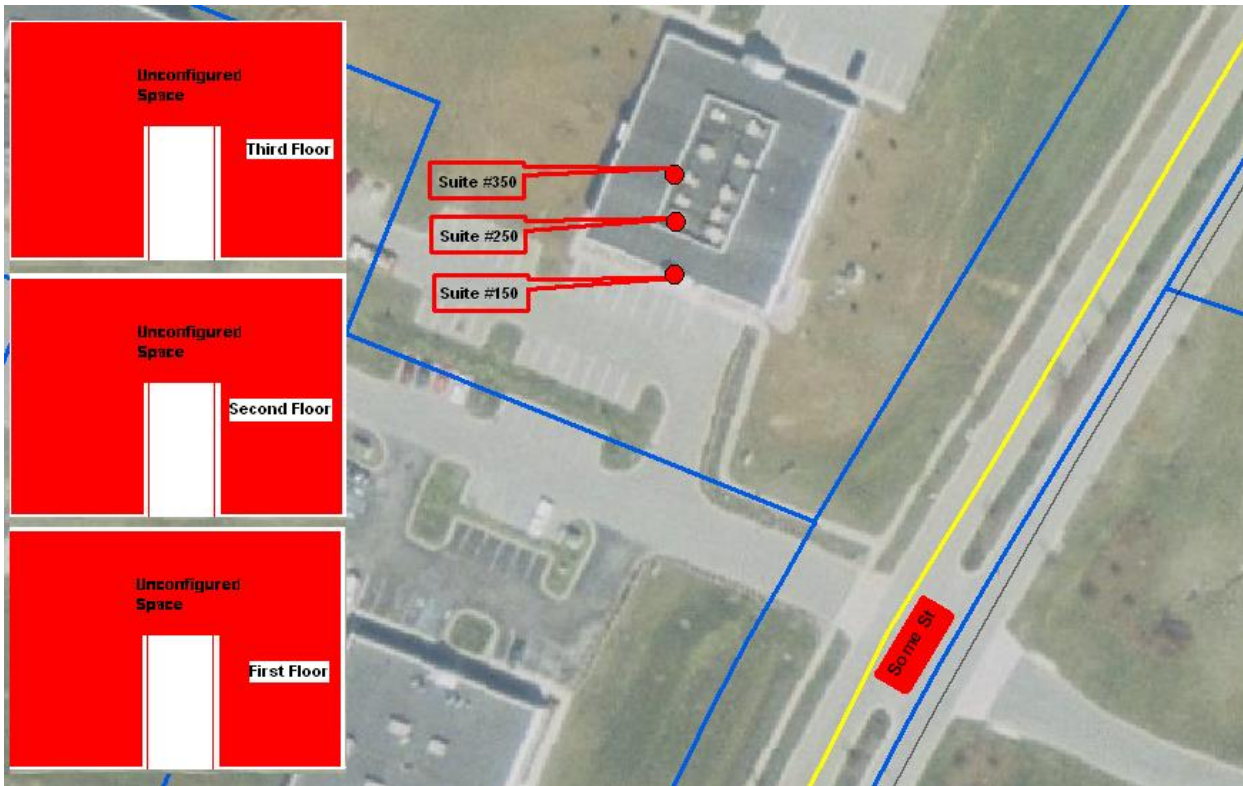 Unconfigured
Space
Third Floor
Suite #350
Suite #250
Suite #150
Unconfigured
Space
Second Floor
Unconfigured
Space
First Floor
Some St